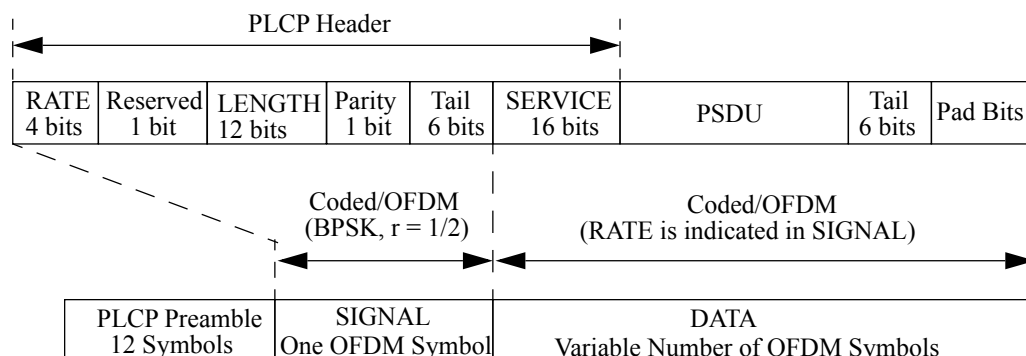 PLCP Header
RATE Reserved LENGTH Parity Tail SERVICE PSDU Tail Pad Bits
4 bits 1 bit 12 bits 1 bit 6 bits 16 bits 6 bits
Coded/OFDM Coded/OFDM
(BPSK, r = 1/2) (RATE is indicated in SIGNAL)
PLCP Preamble SIGNAL DATA
12 Symbols One OFDM Symbol Variable Number of OFDM Symbols